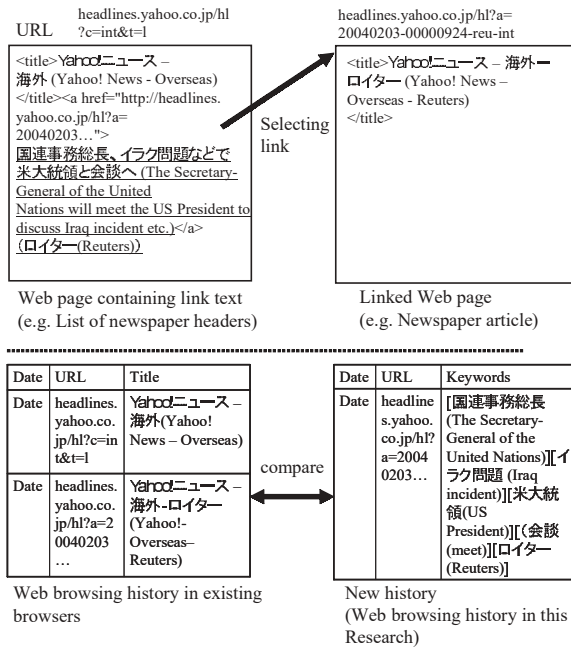 URL
headlines.yahoo.co.jp/hl
?c=int&t=l
headlines.yahoo.co.jp/hl?a=
20040203-00000924-reu-int
<title>Yahoo!ニュース –
海外 (Yahoo! News - Overseas)
</title><a href="http://headlines.
yahoo.co.jp/hl?a=
20040203…">
国連事務総長、イラク問題などで
米大統領と会談へ (The Secretary-
General of the United
Nations will meet the US President to
discuss Iraq incident etc.)</a>
(ロイター(Reuters))
Selecting
link
<title>Yahoo!ニュース – 海外ー
ロイター (Yahoo! News –
Overseas - Reuters)
</title>
Web page containing link text
(e.g. List of newspaper headers)
Linked Web page
(e.g. Newspaper article)
Date URL Title
Date headlines.
yahoo.co.
jp/hl?c=in
t&t=l
Yahoo!ニュース –
海外(Yahoo!
News – Overseas)
Date headlines.
yahoo.co.
jp/hl?a=2
0040203
…
Yahoo!ニュース –
海外-ロイター
(Yahoo!-
Overseas–
Reuters)
compare
Date URL Keywords
Date headline
s.yahoo.
co.jp/hl?
a=2004
0203…
[国連事務総長
(The Secretary-
General of the
United Nations)][イ
ラク問題 (Iraq
incident)][米大統
領(US
President)][(会談
(meet)][ロイター
(Reuters)]
Web browsing history in existing
browsers
New history
(Web browsing history in this
Research)